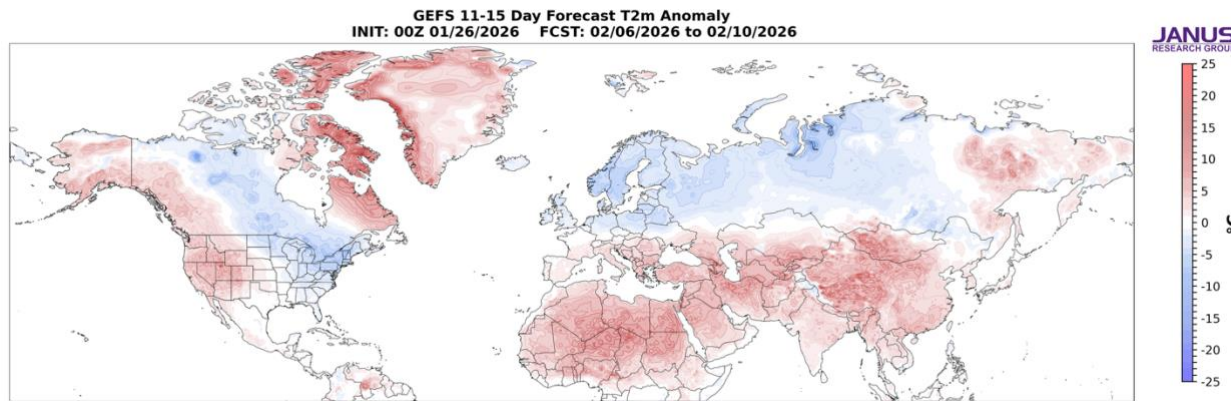 GEFS 11-15 Day Forecast T2m Anomaly
INIT: 00Z 01/26/2026    FCST: 02/06/2026 to 02/10/2026
JANUS
RESEARCH GROUP
25
20
15
10
5
0
-5
-10
-15
-20
-25
°C